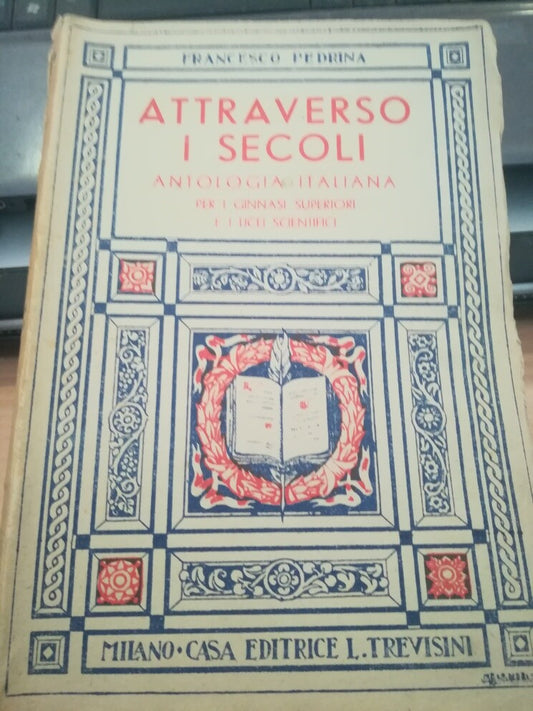 FRANCESCO PEDRINA
ATTRAVERSO
I SECOLI
ANTOLOGIA ITALIANA
PER I GINNASI SUPERIORI
E I LICEI SCIENTIFICI
MILANO • CASA EDITRICE L. TREVISINI